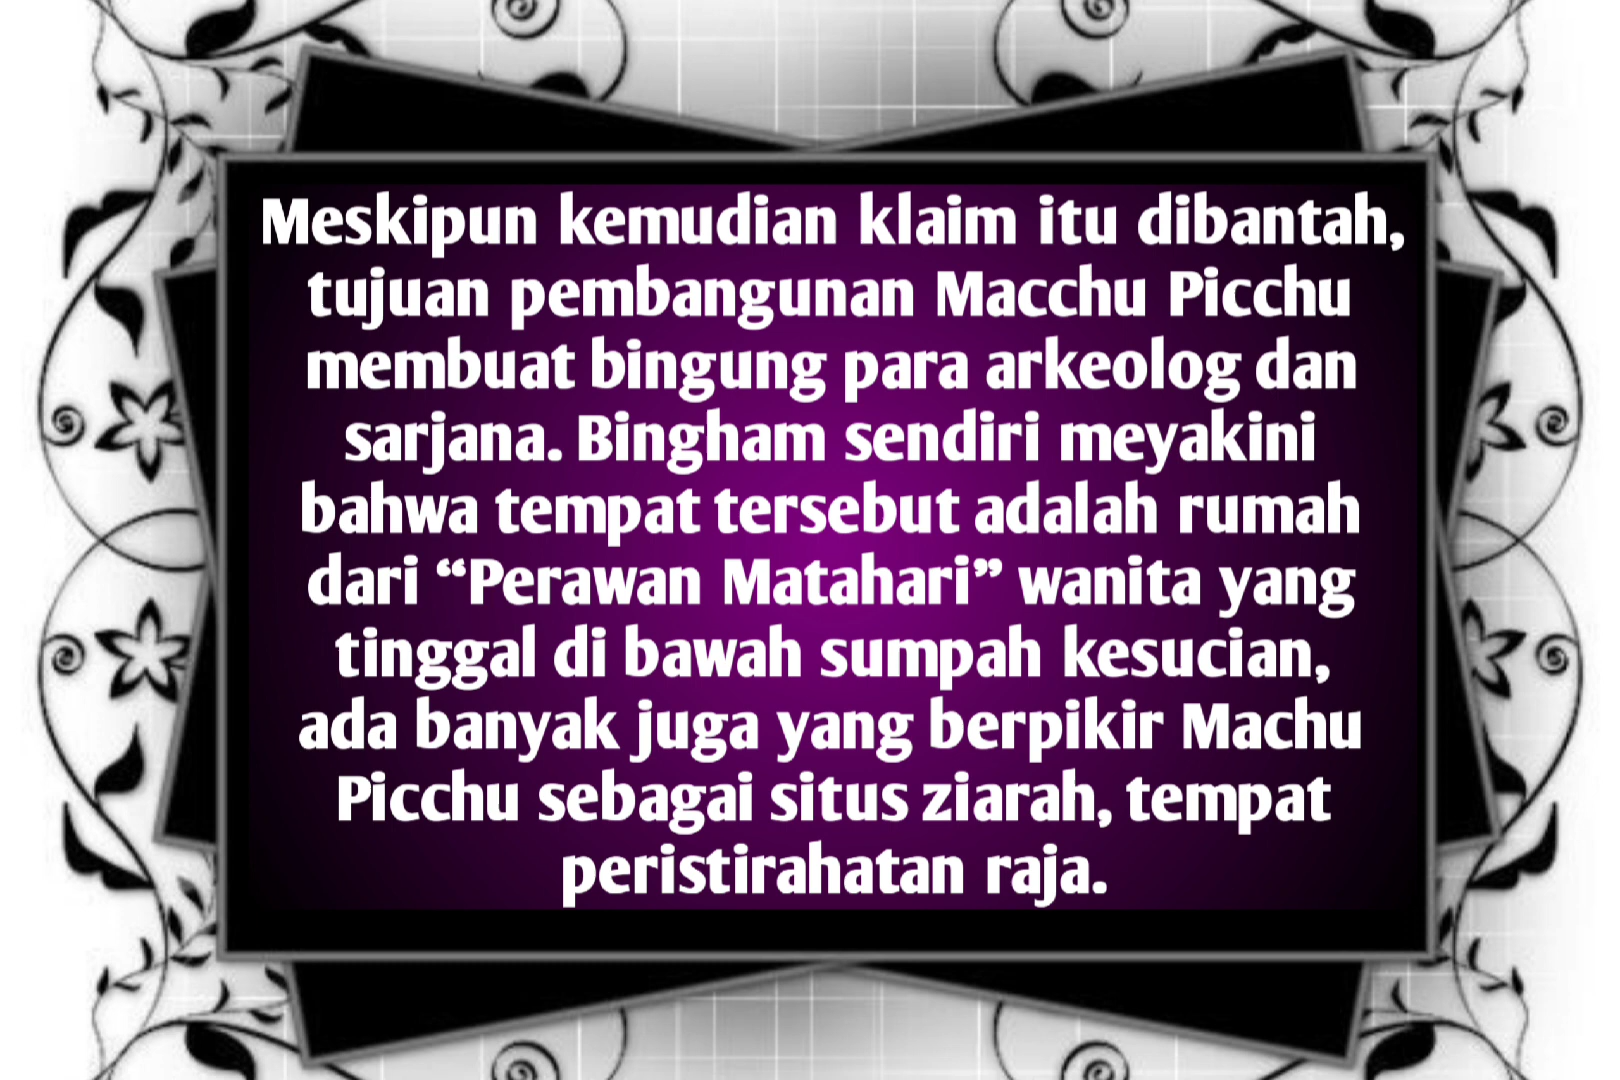 Meskipun kemudian klaim itu dibantah,
tujuan pembangunan Macchu Picchu
membuat bingung para arkeolog dan
sarjana. Bingham sendiri meyakini
bahwa tempat tersebut adalah rumah
dari “Perawan Matahari” wanita yang
tinggal di bawah sumpah kesucian,
ada banyak juga yang berpikir Machu
Picchu sebagai situs ziarah, tempat
peristirahatan raja.